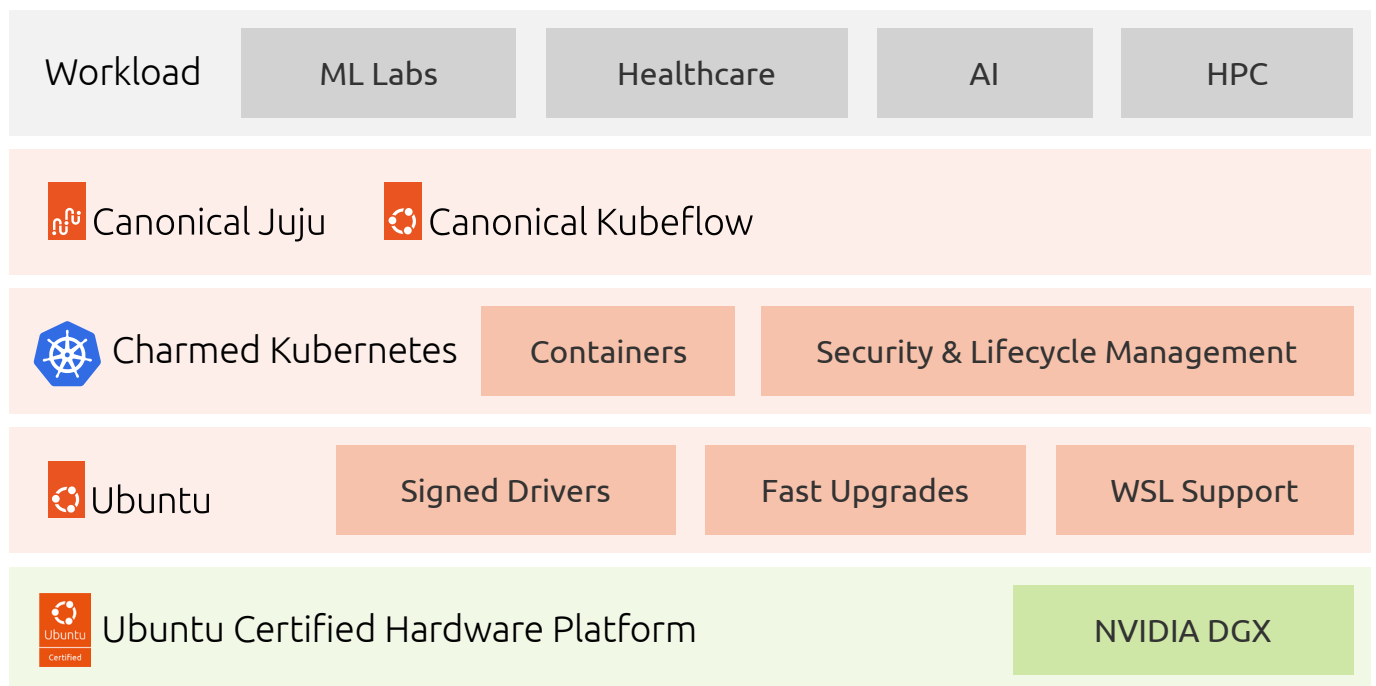 Workload
ML Labs
Healthcare
AI
HPC
Canonical Juju
Canonical Kubeflow
Charmed Kubernetes
Containers
Security & Lifecycle Management
Ubuntu
Signed Drivers
Fast Upgrades
WSL Support
Ubuntu
Certified
Ubuntu Certified Hardware Platform
NVIDIA DGX